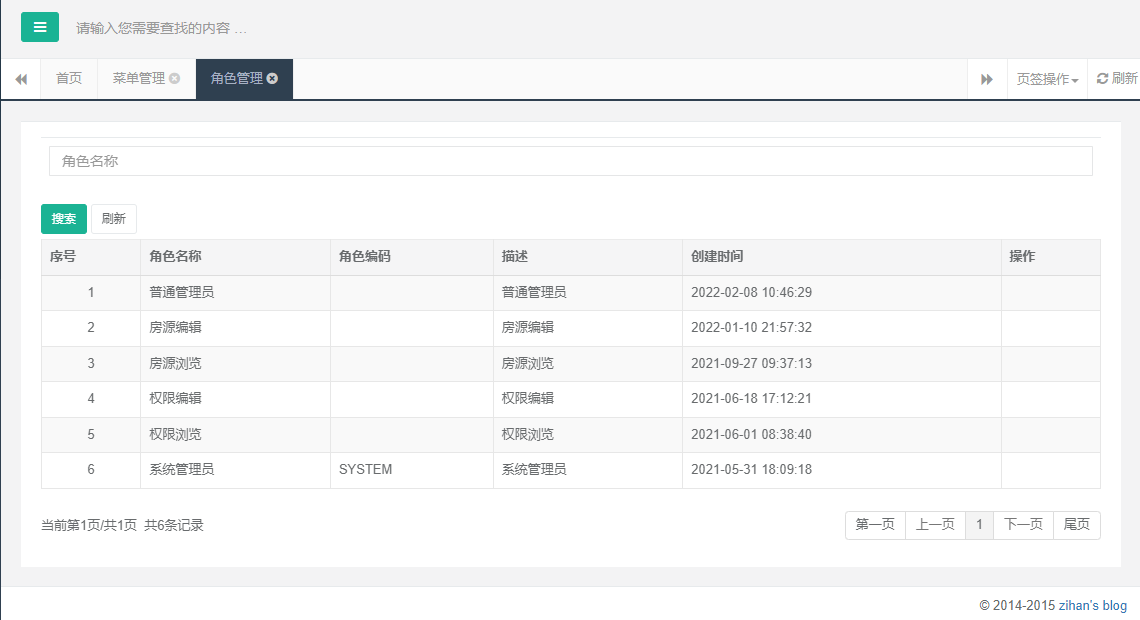 请输入您需要查找的内容 …
首页 菜单管理 角色管理 页签操作 刷新
角色名称
搜索 刷新
序号 角色名称 角色编码 描述 创建时间 操作
1 普通管理员 普通管理员 2022-02-08 10:46:29
2 房源编辑 房源编辑 2022-01-10 21:57:32
3 房源浏览 房源浏览 2021-09-27 09:37:13
4 权限编辑 权限编辑 2021-06-18 17:12:21
5 权限浏览 权限浏览 2021-06-01 08:38:40
6 系统管理员 SYSTEM 系统管理员 2021-05-31 18:09:18
当前第1页/共1页 共6条记录 第一页 上一页 1 下一页 尾页
© 2014-2015 zihan's blog